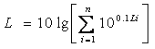 L = 10 lg[ ∑_{i=1}^{n} 10^{0.1Li} ]